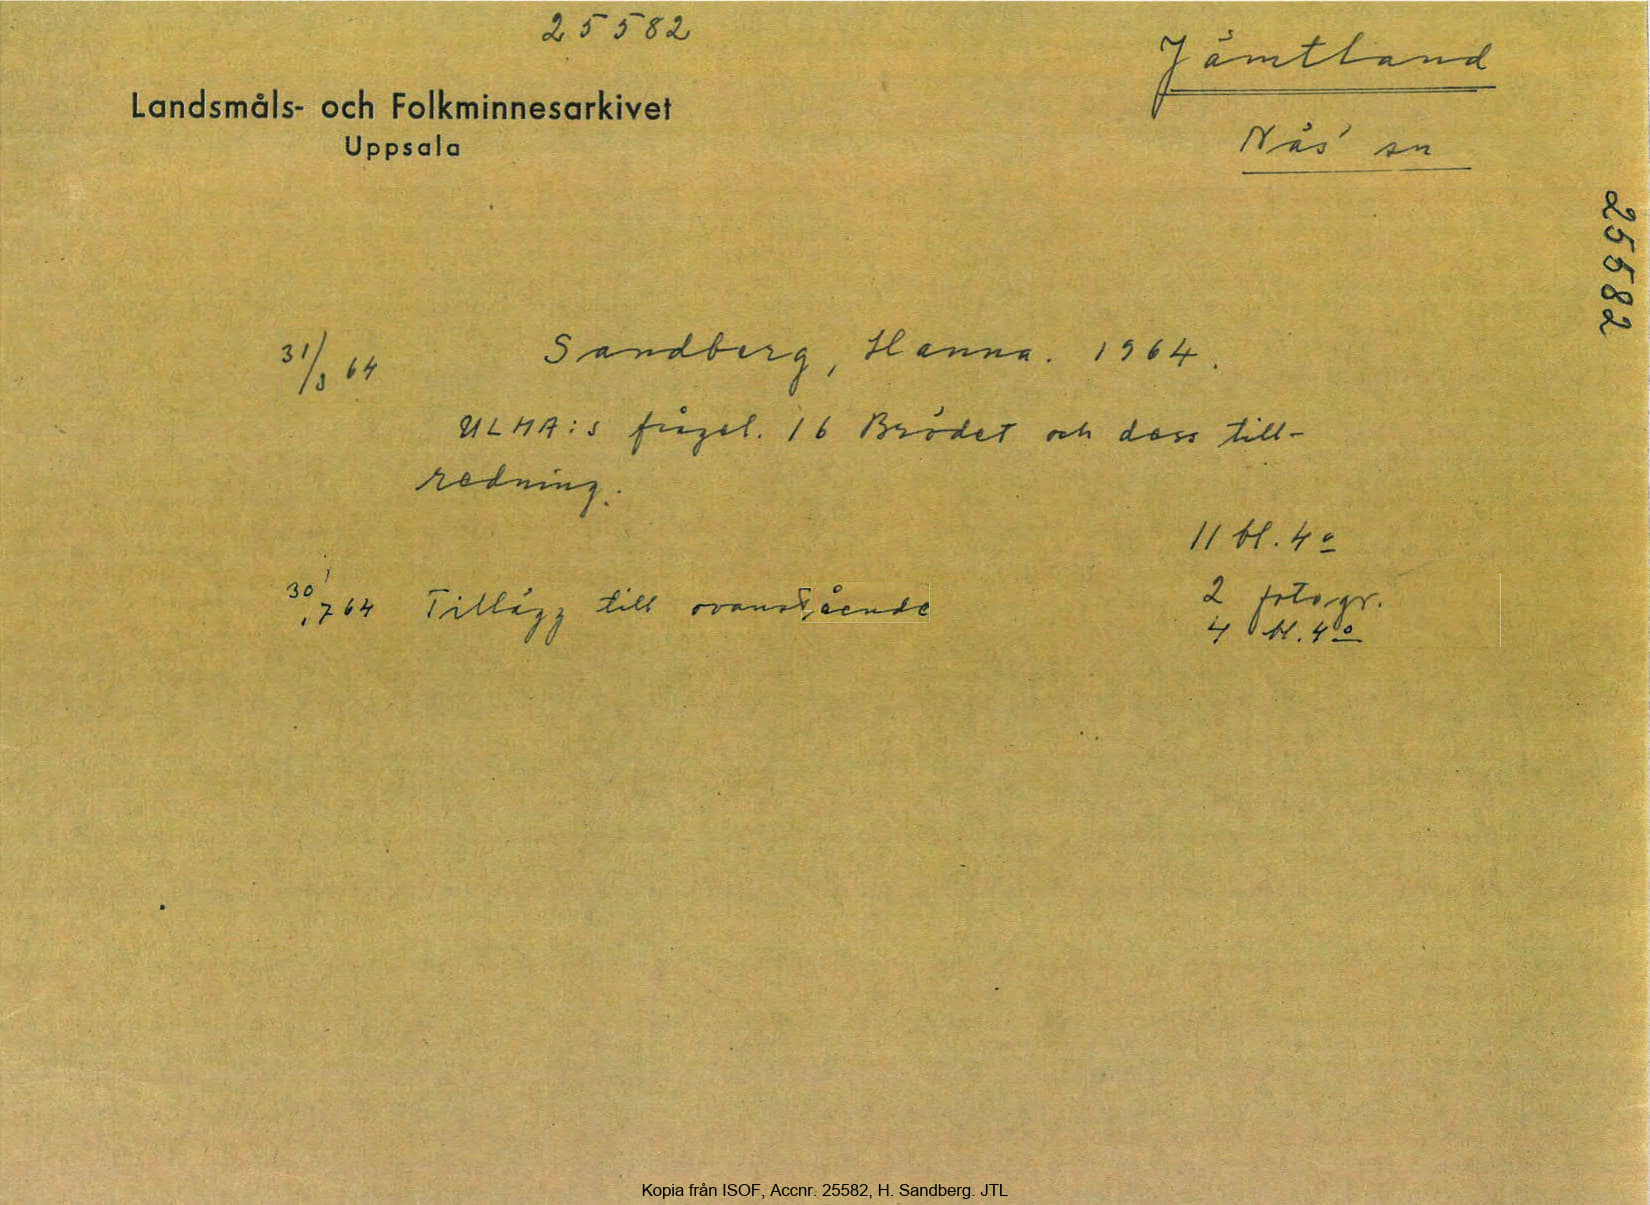 25582
Jämtland
Landsmåls- och Folkminnesarkivet
Uppsala
Näs sn
25582
31/3 64 Sandberg, Hanna. 1964.
ULMA:s frågel. 16 Brödet och dess till-
redning.
11 bl. 4o
30/7 64 Tillägg till ovanstående 2 fotogr.
4 bl. 4o
Kopia från ISOF, Accnr. 25582, H. Sandberg. JTL